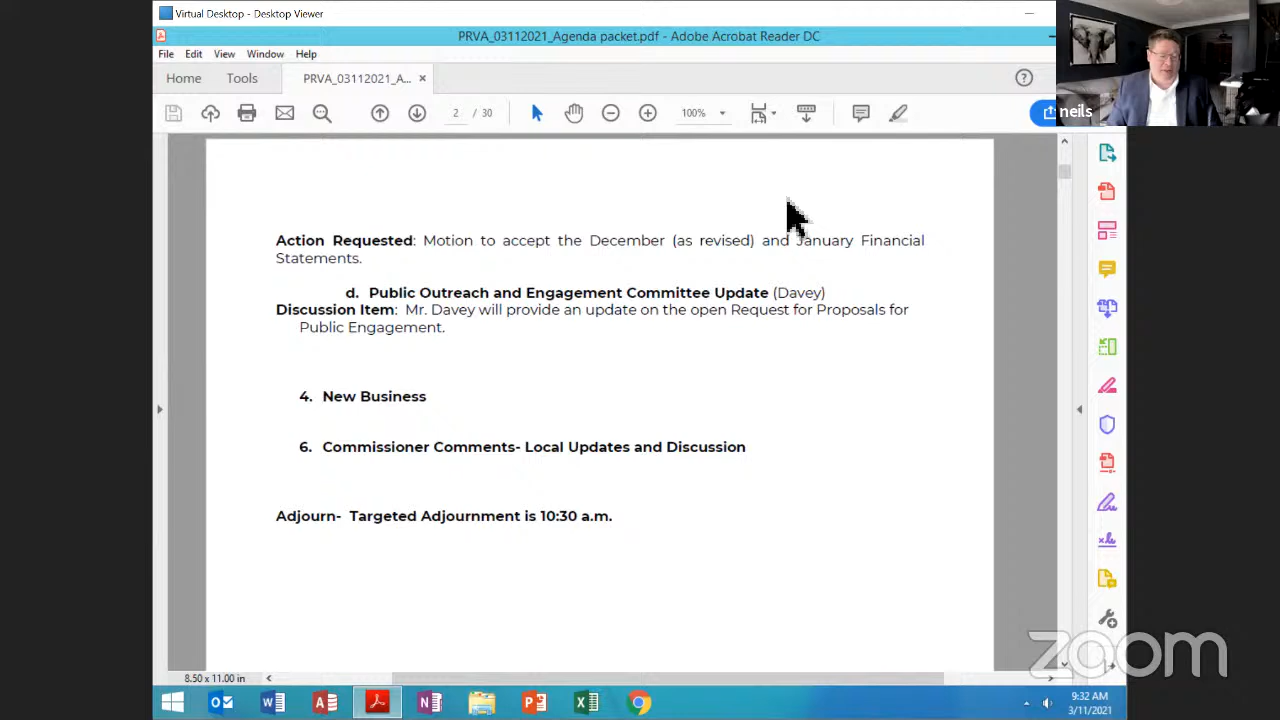 Virtual Desktop - Desktop Viewer
PRVA_03112021_Agenda packet.pdf - Adobe Acrobat Reader DC
File Edit View Window Help
Home Tools PRVA_03112021_A... ×
2 / 30 100%
neils
Action Requested: Motion to accept the December (as revised) and January Financial
Statements.
d. Public Outreach and Engagement Committee Update (Davey)
Discussion Item: Mr. Davey will provide an update on the open Request for Proposals for
Public Engagement.
4. New Business
6. Commissioner Comments- Local Updates and Discussion
Adjourn- Targeted Adjournment is 10:30 a.m.
zoom
8.50 x 11.00 in
9:32 AM
3/11/2021